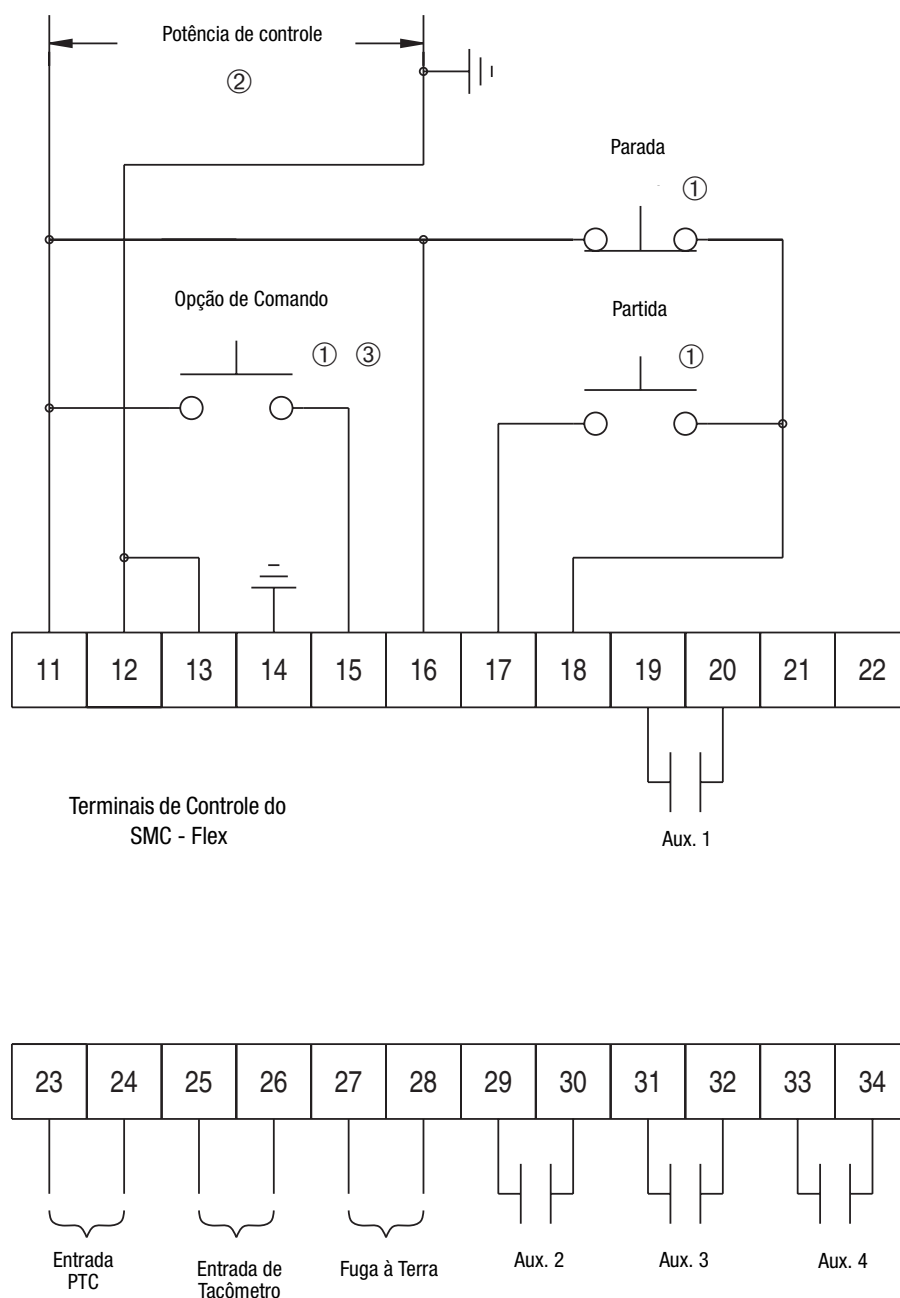 Potência de controle
②
Parada
①
Opção de Comando
① ③
Partida
①
11 12 13 14 15 16 17 18 19 20 21 22
Terminais de Controle do
SMC - Flex
Aux. 1
23 24 25 26 27 28 29 30 31 32 33 34
Entrada
PTC
Entrada de
Tacômetro
Fuga à Terra
Aux. 2
Aux. 3
Aux. 4